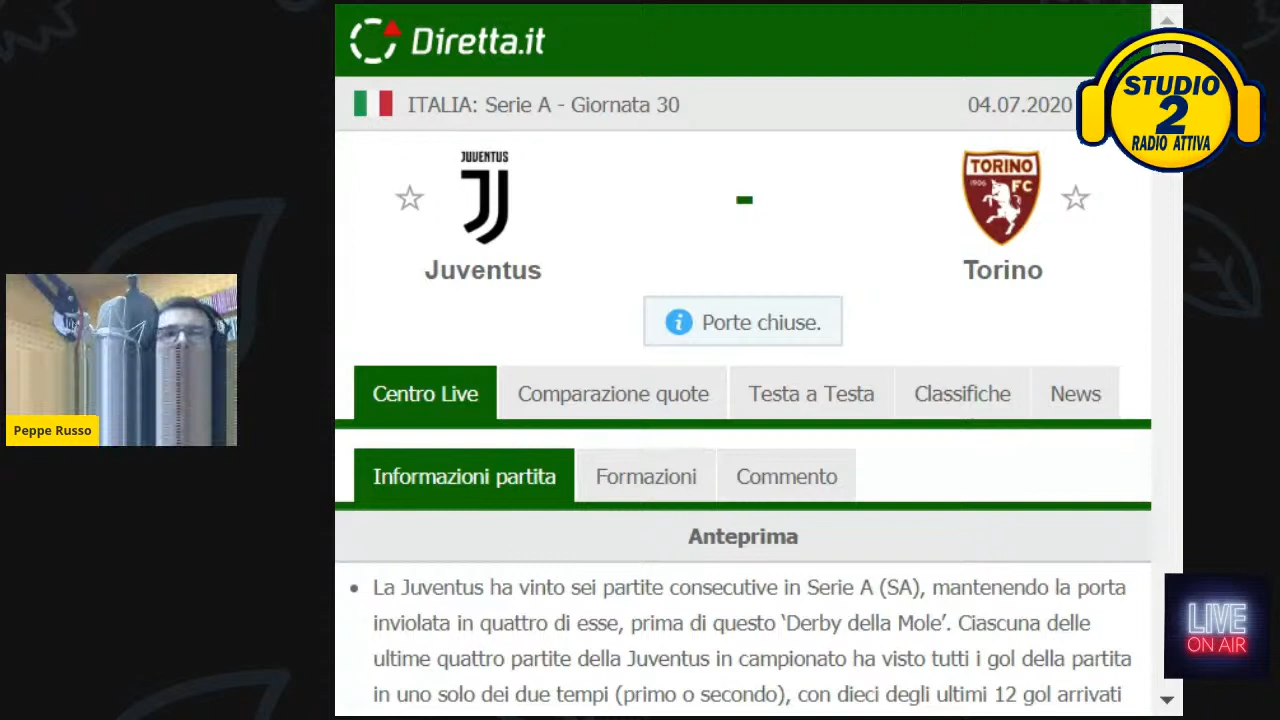 Diretta.it
STUDIO
2
RADIO ATTIVA
ITALIA: Serie A - Giornata 30
04.07.2020
JUVENTUS
TORINO
1906 FC
-
Juventus
Torino
Porte chiuse.
Centro Live
Comparazione quote
Testa a Testa
Classifiche
News
Peppe Russo
Informazioni partita
Formazioni
Commento
Anteprima
• La Juventus ha vinto sei partite consecutive in Serie A (SA), mantenendo la porta
inviolata in quattro di esse, prima di questo ‘Derby della Mole’. Ciascuna delle
ultime quattro partite della Juventus in campionato ha visto tutti i gol della partita
in uno solo dei due tempi (primo o secondo), con dieci degli ultimi 12 gol arrivati
LIVE
ON AIR